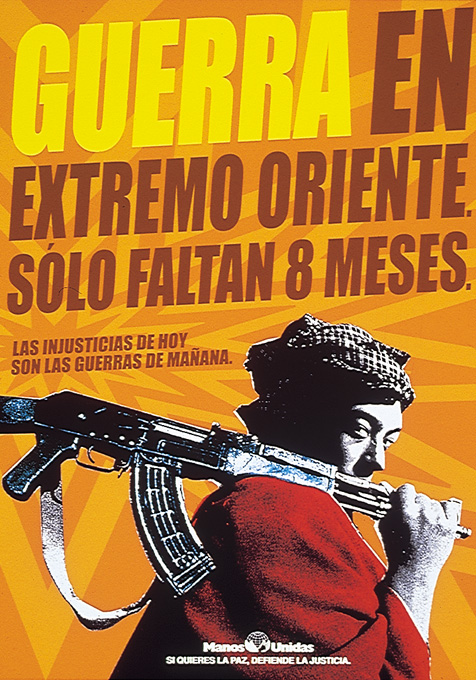 GUERRA EN
EXTREMO ORIENTE.
SÓLO FALTAN 8 MESES.
LAS INJUSTICIAS DE HOY
SON LAS GUERRAS DE MAÑANA.
Manos Unidas
SI QUIERES LA PAZ, DEFIENDE LA JUSTICIA.